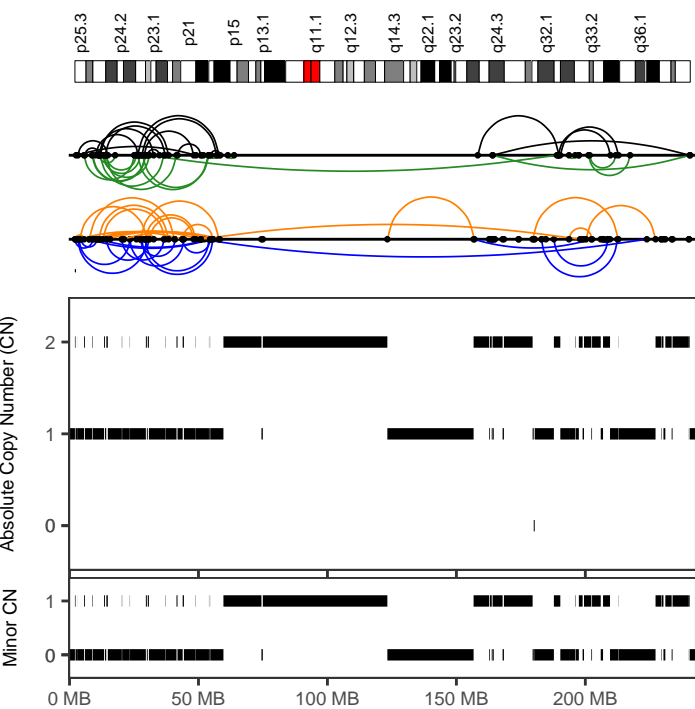 p25.3 p24.2 p23.1 p21 p15 p13.1 q11.1 q12.3 q14.3 q22.1 q23.2 q24.3 q32.1 q33.2 q36.1
Absolute Copy Number (CN)
2
1
0
Minor CN
1
0
0 MB 50 MB 100 MB 150 MB 200 MB